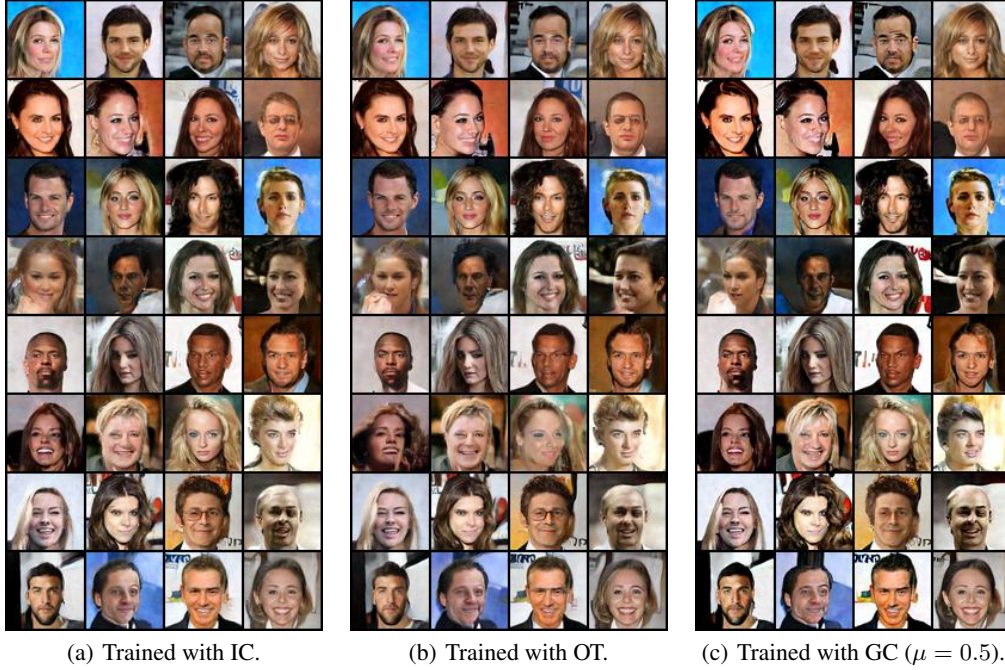 (a) Trained with IC.
(b) Trained with OT.
(c) Trained with GC (μ = 0.5).